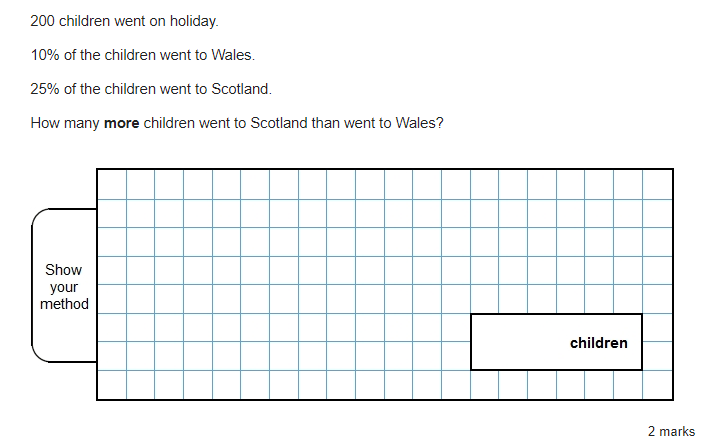 200 children went on holiday.
10% of the children went to Wales.
25% of the children went to Scotland.
How many more children went to Scotland than went to Wales?
Show
your
method
children
2 marks